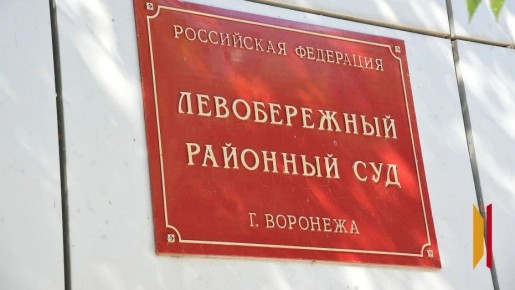 РОССИЙСКАЯ ФЕДЕРАЦИЯ
ЛЕВОБЕРЕЖНЫЙ
РАЙОННЫЙ СУД
Г. ВОРОНЕЖА